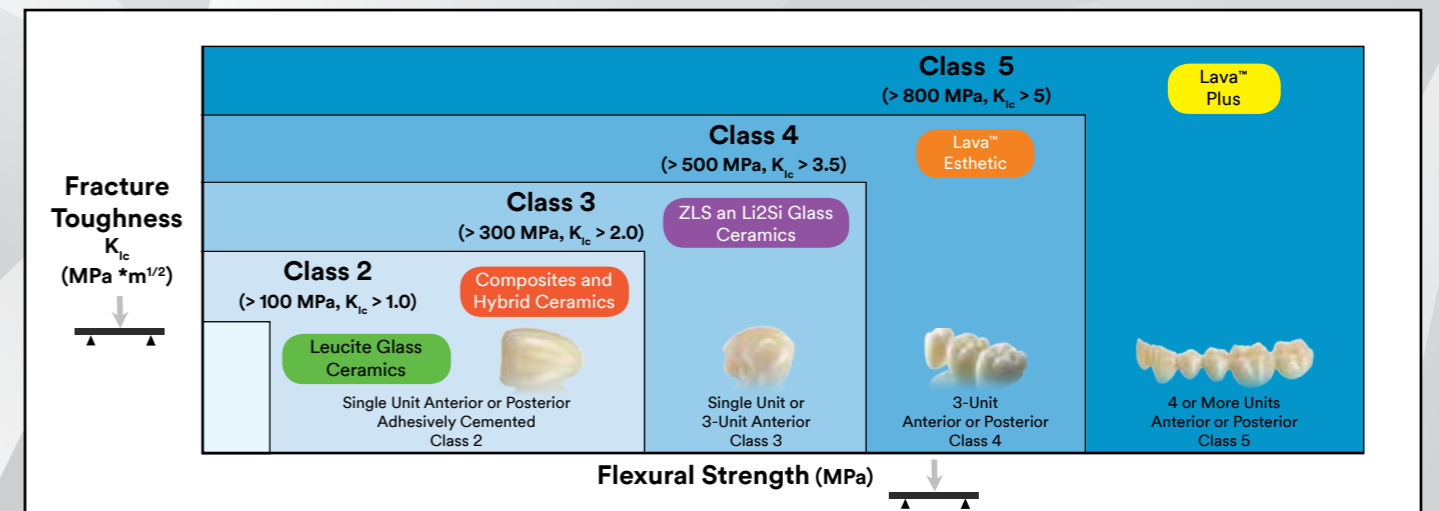 Class 5
(> 800 MPa, KIc > 5)
Lava™
Plus
Class 4
(> 500 MPa, KIc > 3.5)
Lava™
Esthetic
Class 3
(> 300 MPa, KIc > 2.0)
ZLS an Li2Si Glass
Ceramics
Class 2
(> 100 MPa, KIc > 1.0)
Composites and
Hybrid Ceramics
Leucite Glass
Ceramics
Fracture
Toughness
KIc
(MPa *m1/2)
Single Unit Anterior or Posterior
Adhesively Cemented
Class 2
Single Unit or
3-Unit Anterior
Class 3
3-Unit
Anterior or Posterior
Class 4
4 or More Units
Anterior or Posterior
Class 5
Flexural Strength (MPa)